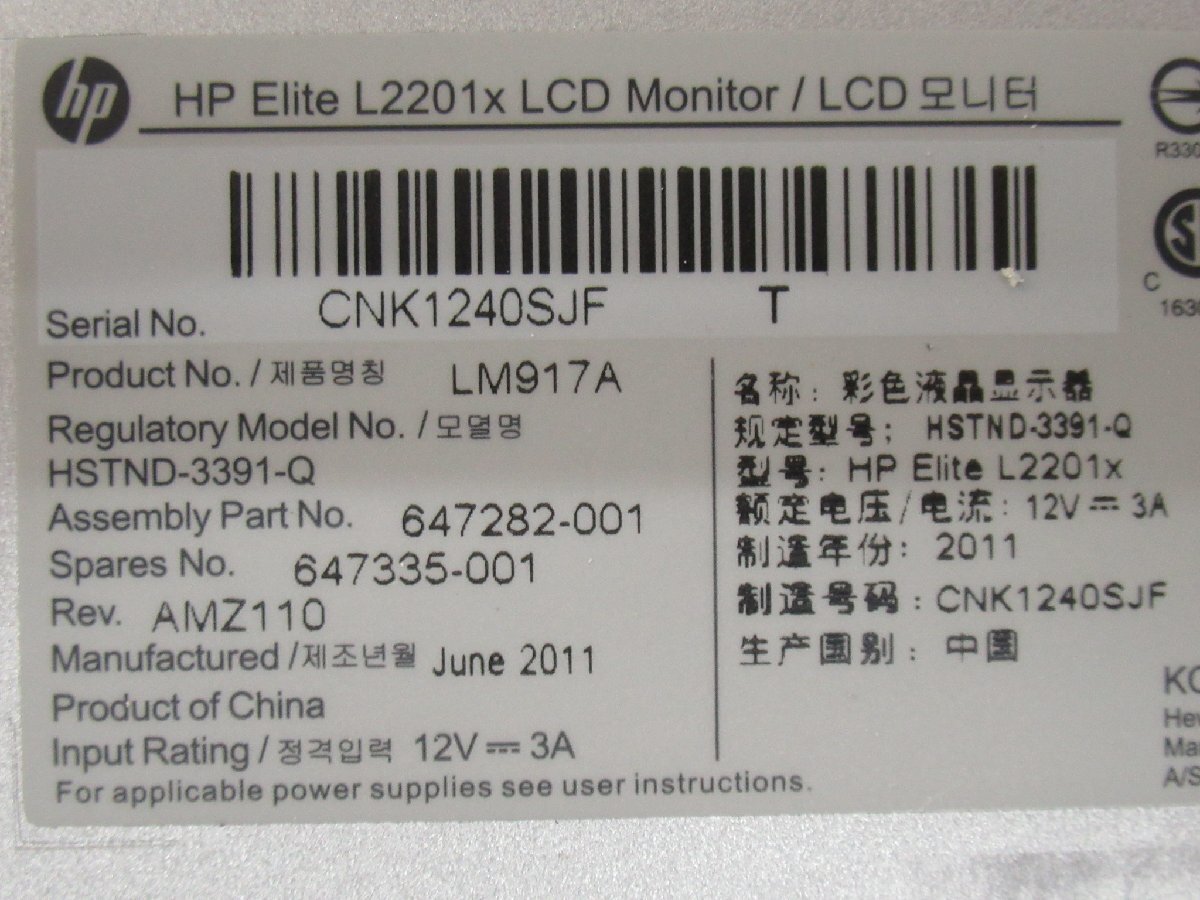 hp HP Elite L2201x LCD Monitor / LCD 모니터
Serial No. CNK1240SJF T
Product No. / 제품명칭 LM917A
Regulatory Model No. / 모델명
HSTND-3391-Q
Assembly Part No. 647282-001
Spares No. 647335-001
Rev. AMZ110
Manufactured / 제조년월 June 2011
Product of China
Input Rating / 정격입력 12V⎓3A
For applicable power supplies see user instructions.
名称：彩色液晶显示器
规定型号；HSTND-3391-Q
型号：HP Elite L2201x
额定电压/电流：12V⎓3A
制造年份：2011
制造号码：CNK1240SJF
生产国别：中国
C